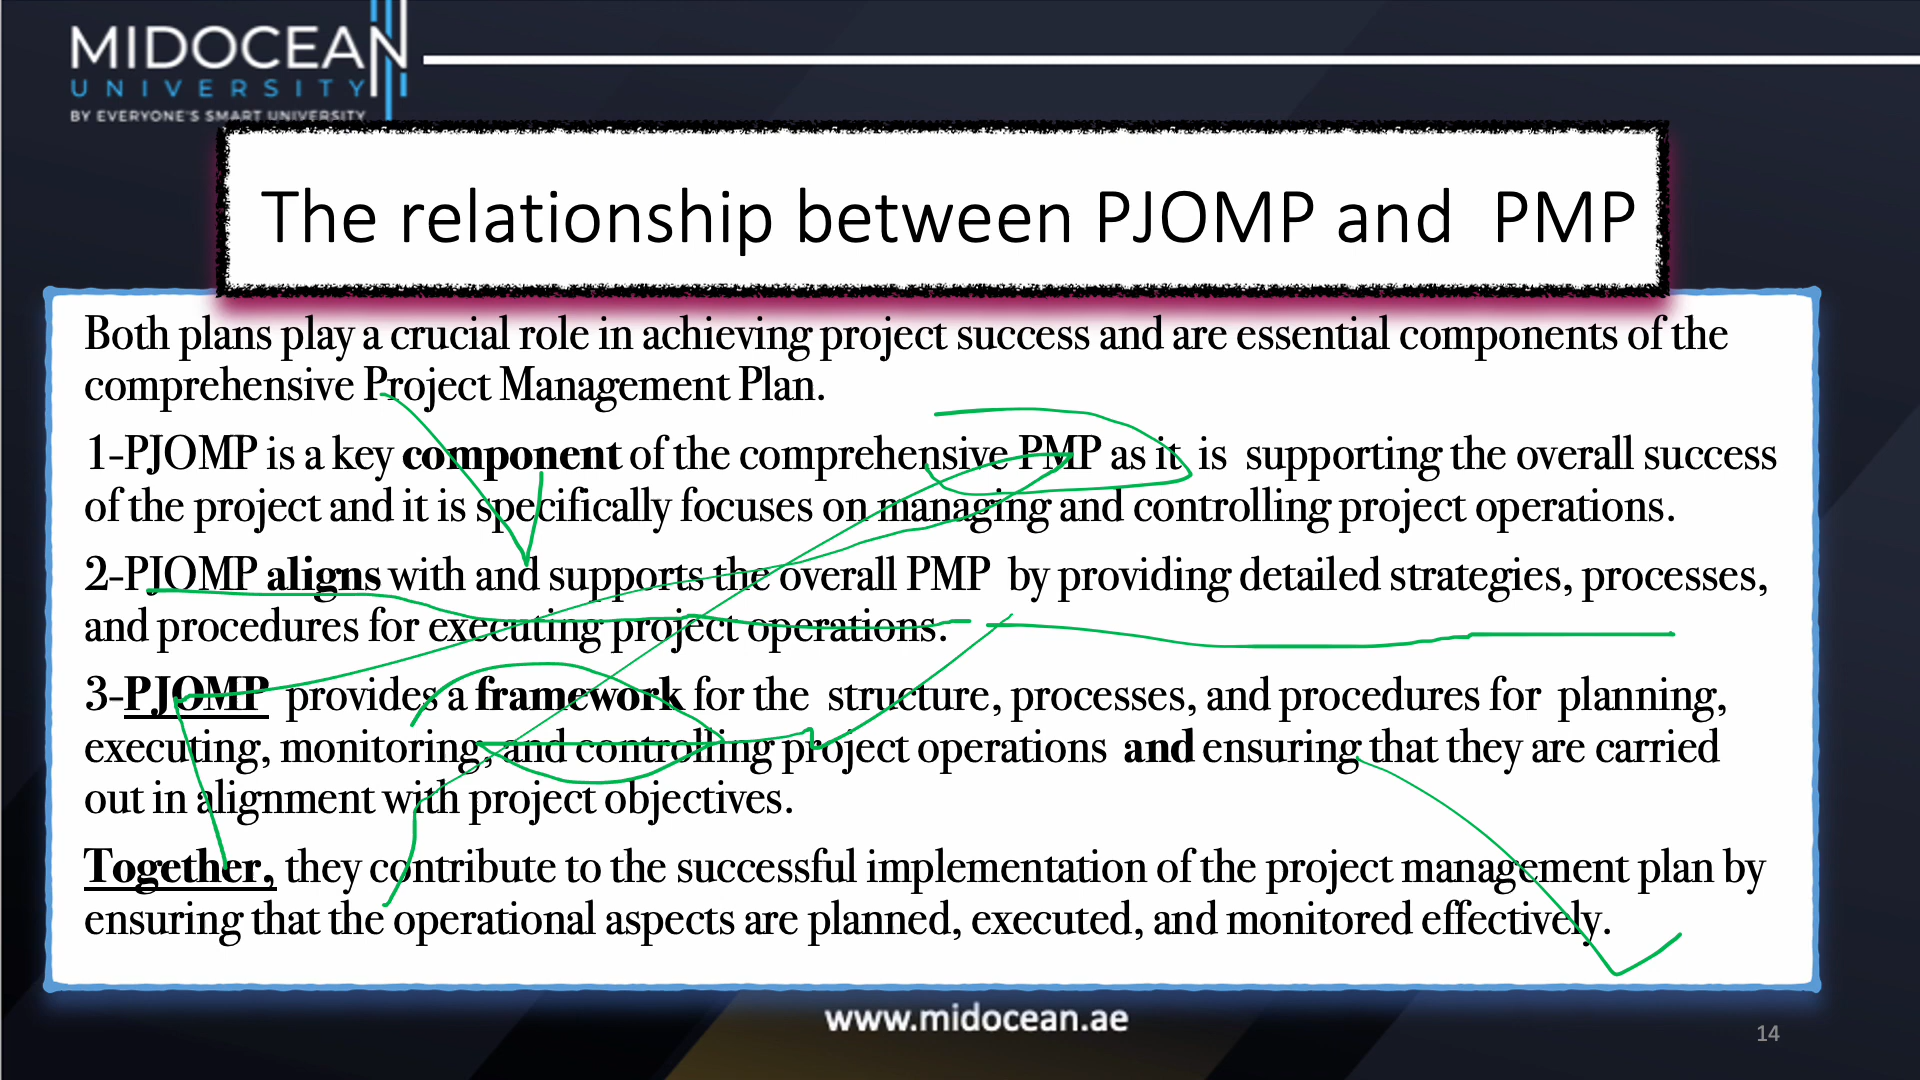 MIDOCEAN
UNIVERSITY
BY EVERYONE'S SMART UNIVERSITY
The relationship between PJOMP and PMP
Both plans play a crucial role in achieving project success and are essential components of the
comprehensive Project Management Plan.
1-PJOMP is a key component of the comprehensive PMP as it is supporting the overall success
of the project and it is specifically focuses on managing and controlling project operations.
2-PJOMP aligns with and supports the overall PMP by providing detailed strategies, processes,
and procedures for executing project operations.
3-PJOMP provides a framework for the structure, processes, and procedures for planning,
executing, monitoring, and controlling project operations and ensuring that they are carried
out in alignment with project objectives.
Together, they contribute to the successful implementation of the project management plan by
ensuring that the operational aspects are planned, executed, and monitored effectively.
www.midocean.ae
14